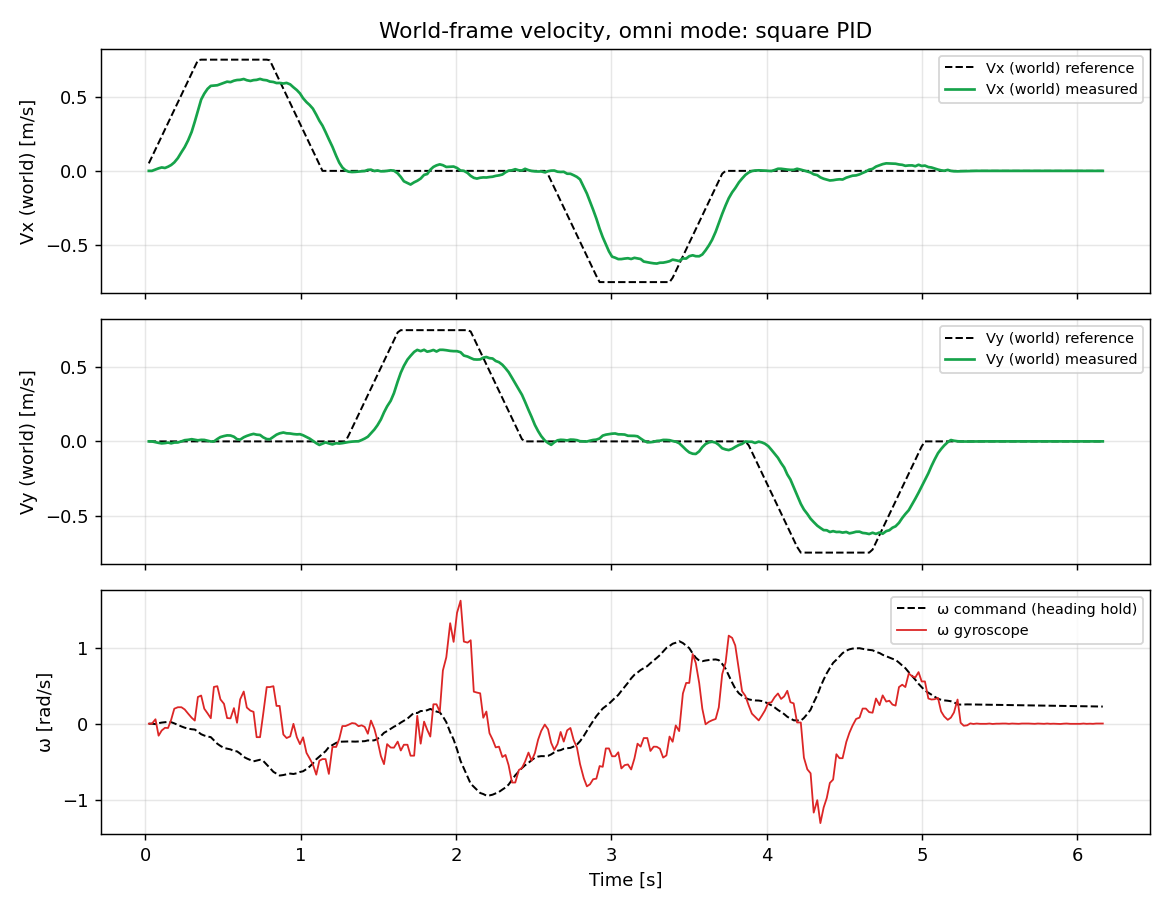 World-frame velocity, omni mode: square PID
Vx (world) [m/s]
0.5
0.0
−0.5
Vx (world) reference
Vx (world) measured
Vy (world) [m/s]
0.5
0.0
−0.5
Vy (world) reference
Vy (world) measured
ω [rad/s]
1
0
−1
ω command (heading hold)
ω gyroscope
0 1 2 3 4 5 6
Time [s]